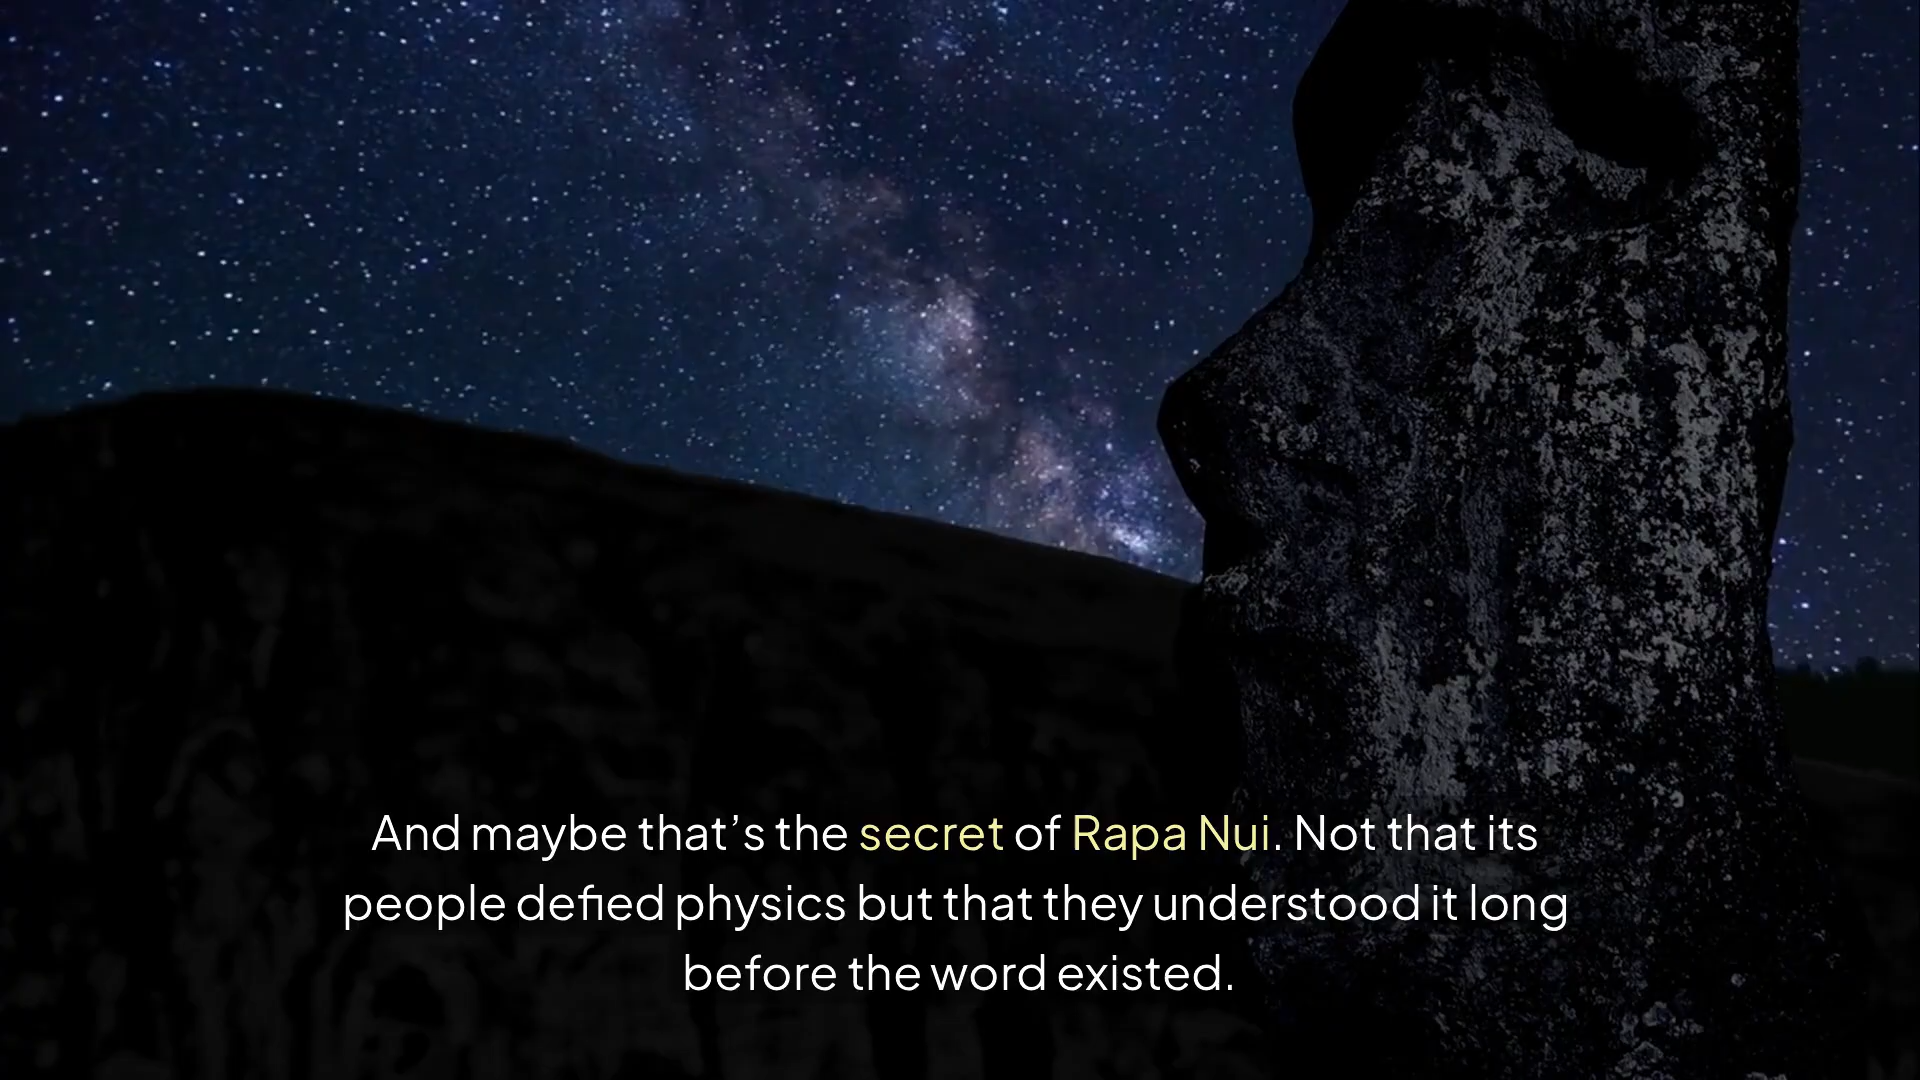 And maybe that’s the secret of Rapa Nui. Not that its
people defied physics but that they understood it long
before the word existed.